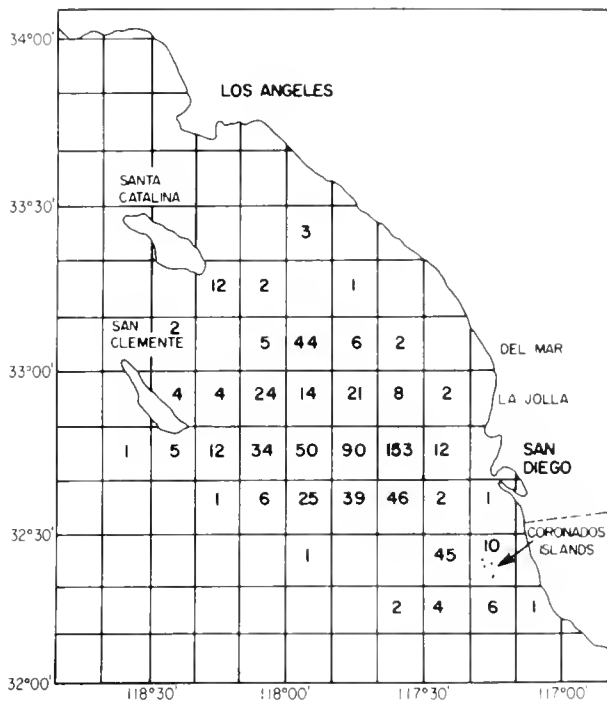 34°00'
LOS ANGELES
SANTA
CATALINA
33°30'
3
12 2 1
SAN
CLEMENTE
2
5 44 6 2
DEL MAR
33°00'
4 4 24 14 21 8 2
LA JOLLA
1 5 12 34 50 90 153 12
SAN
DIEGO
1 6 25 39 46 2 1
32°30'
CORONADOS
ISLANDS
1 45 10
2 4 6 1
32°00'
118°30' 118°00' 117°30' 117°00'